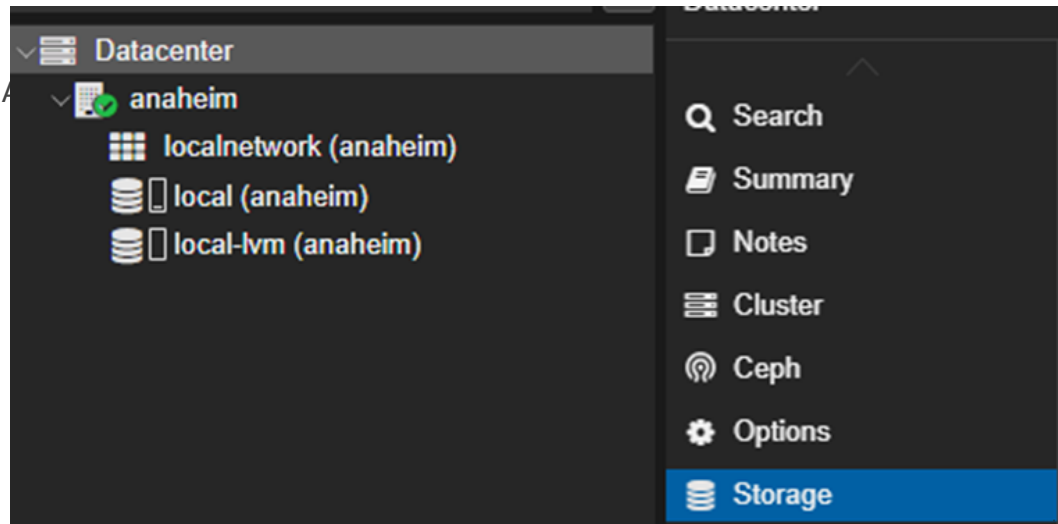 Datacenter
anaheim
localnetwork (anaheim)
local (anaheim)
local-lvm (anaheim)
Search
Summary
Notes
Cluster
Ceph
Options
Storage